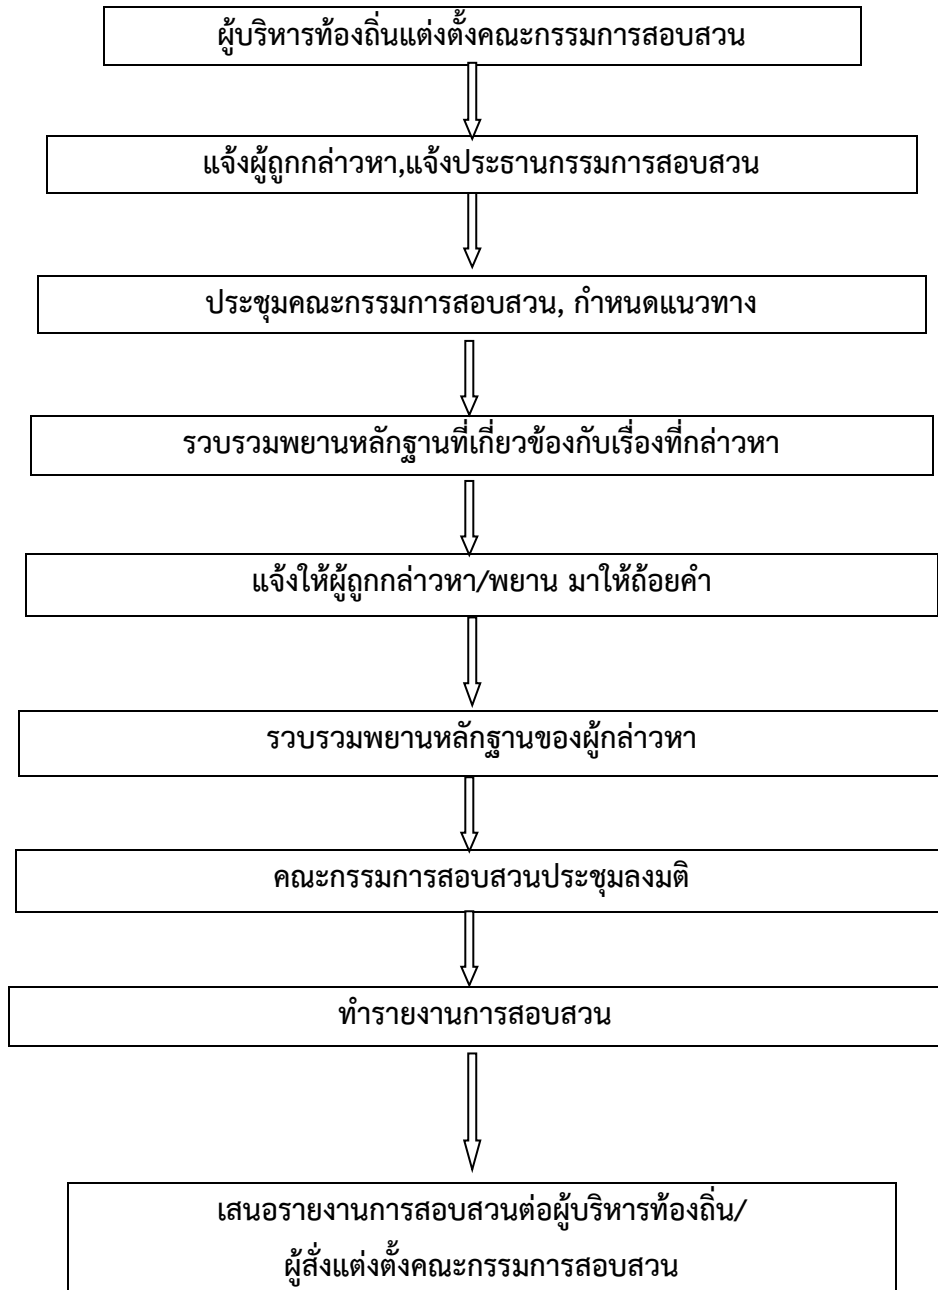 ผู้บริหารท้องถิ่นแต่งตั้งคณะกรรมการสอบสวน
แจ้งผู้ถูกกล่าวหา,แจ้งประธานกรรมการสอบสวน
ประชุมคณะกรรมการสอบสวน, กำหนดแนวทาง
รวบรวมพยานหลักฐานที่เกี่ยวข้องกับเรื่องที่กล่าวหา
แจ้งให้ผู้ถูกกล่าวหา/พยาน มาให้ถ้อยคำ
รวบรวมพยานหลักฐานของผู้กล่าวหา
คณะกรรมการสอบสวนประชุมลงมติ
ทำรายงานการสอบสวน
เสนอรายงานการสอบสวนต่อผู้บริหารท้องถิ่น/
ผู้สั่งแต่งตั้งคณะกรรมการสอบสวน